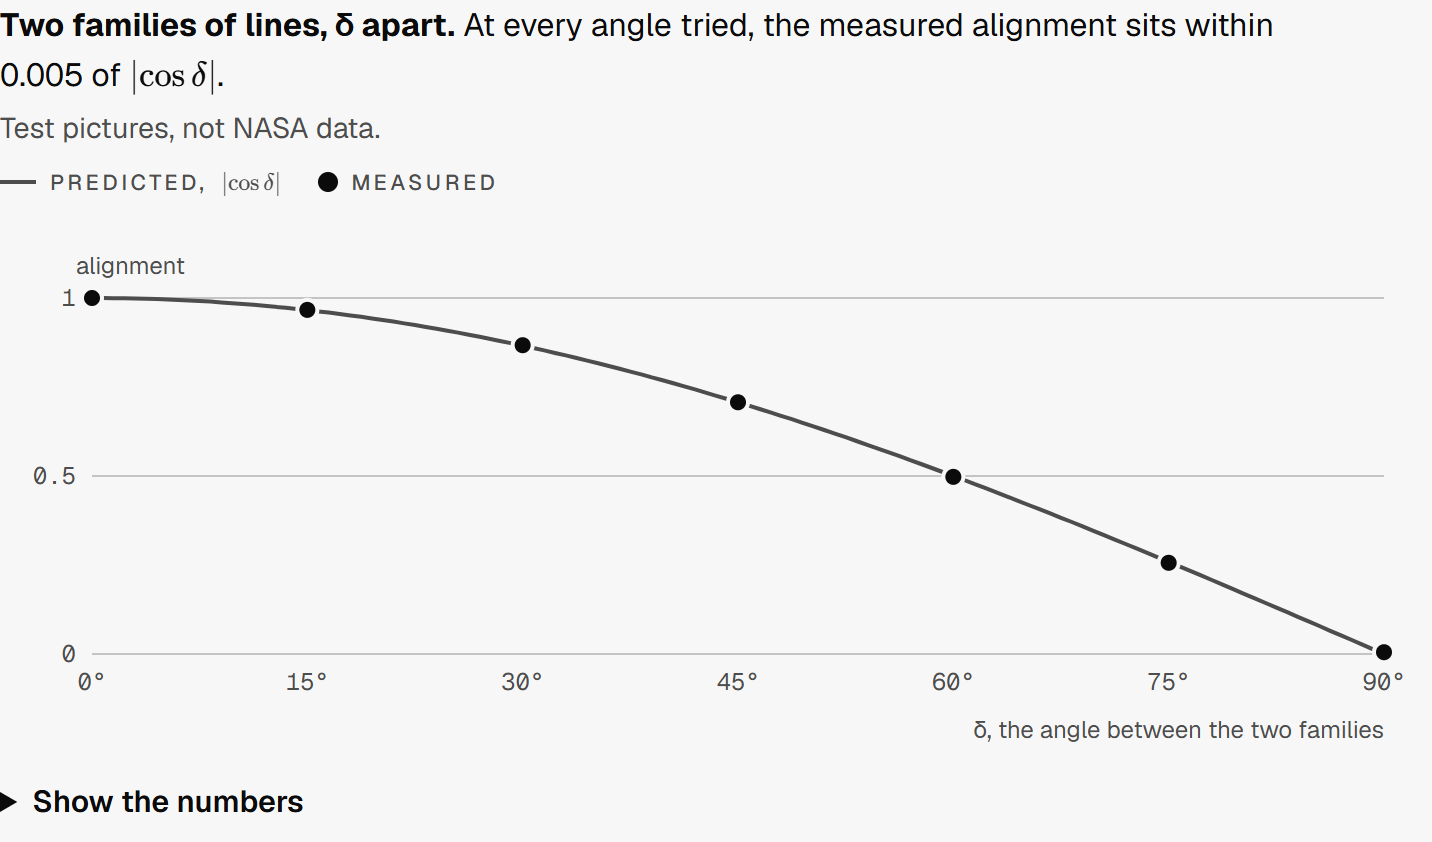 Two families of lines, δ apart. At every angle tried, the measured alignment sits within
0.005 of |cos δ|.
Test pictures, not NASA data.
PREDICTED, |cos δ| MEASURED
alignment
1
0.5
0
0° 15° 30° 45° 60° 75° 90°
δ, the angle between the two families
Show the numbers